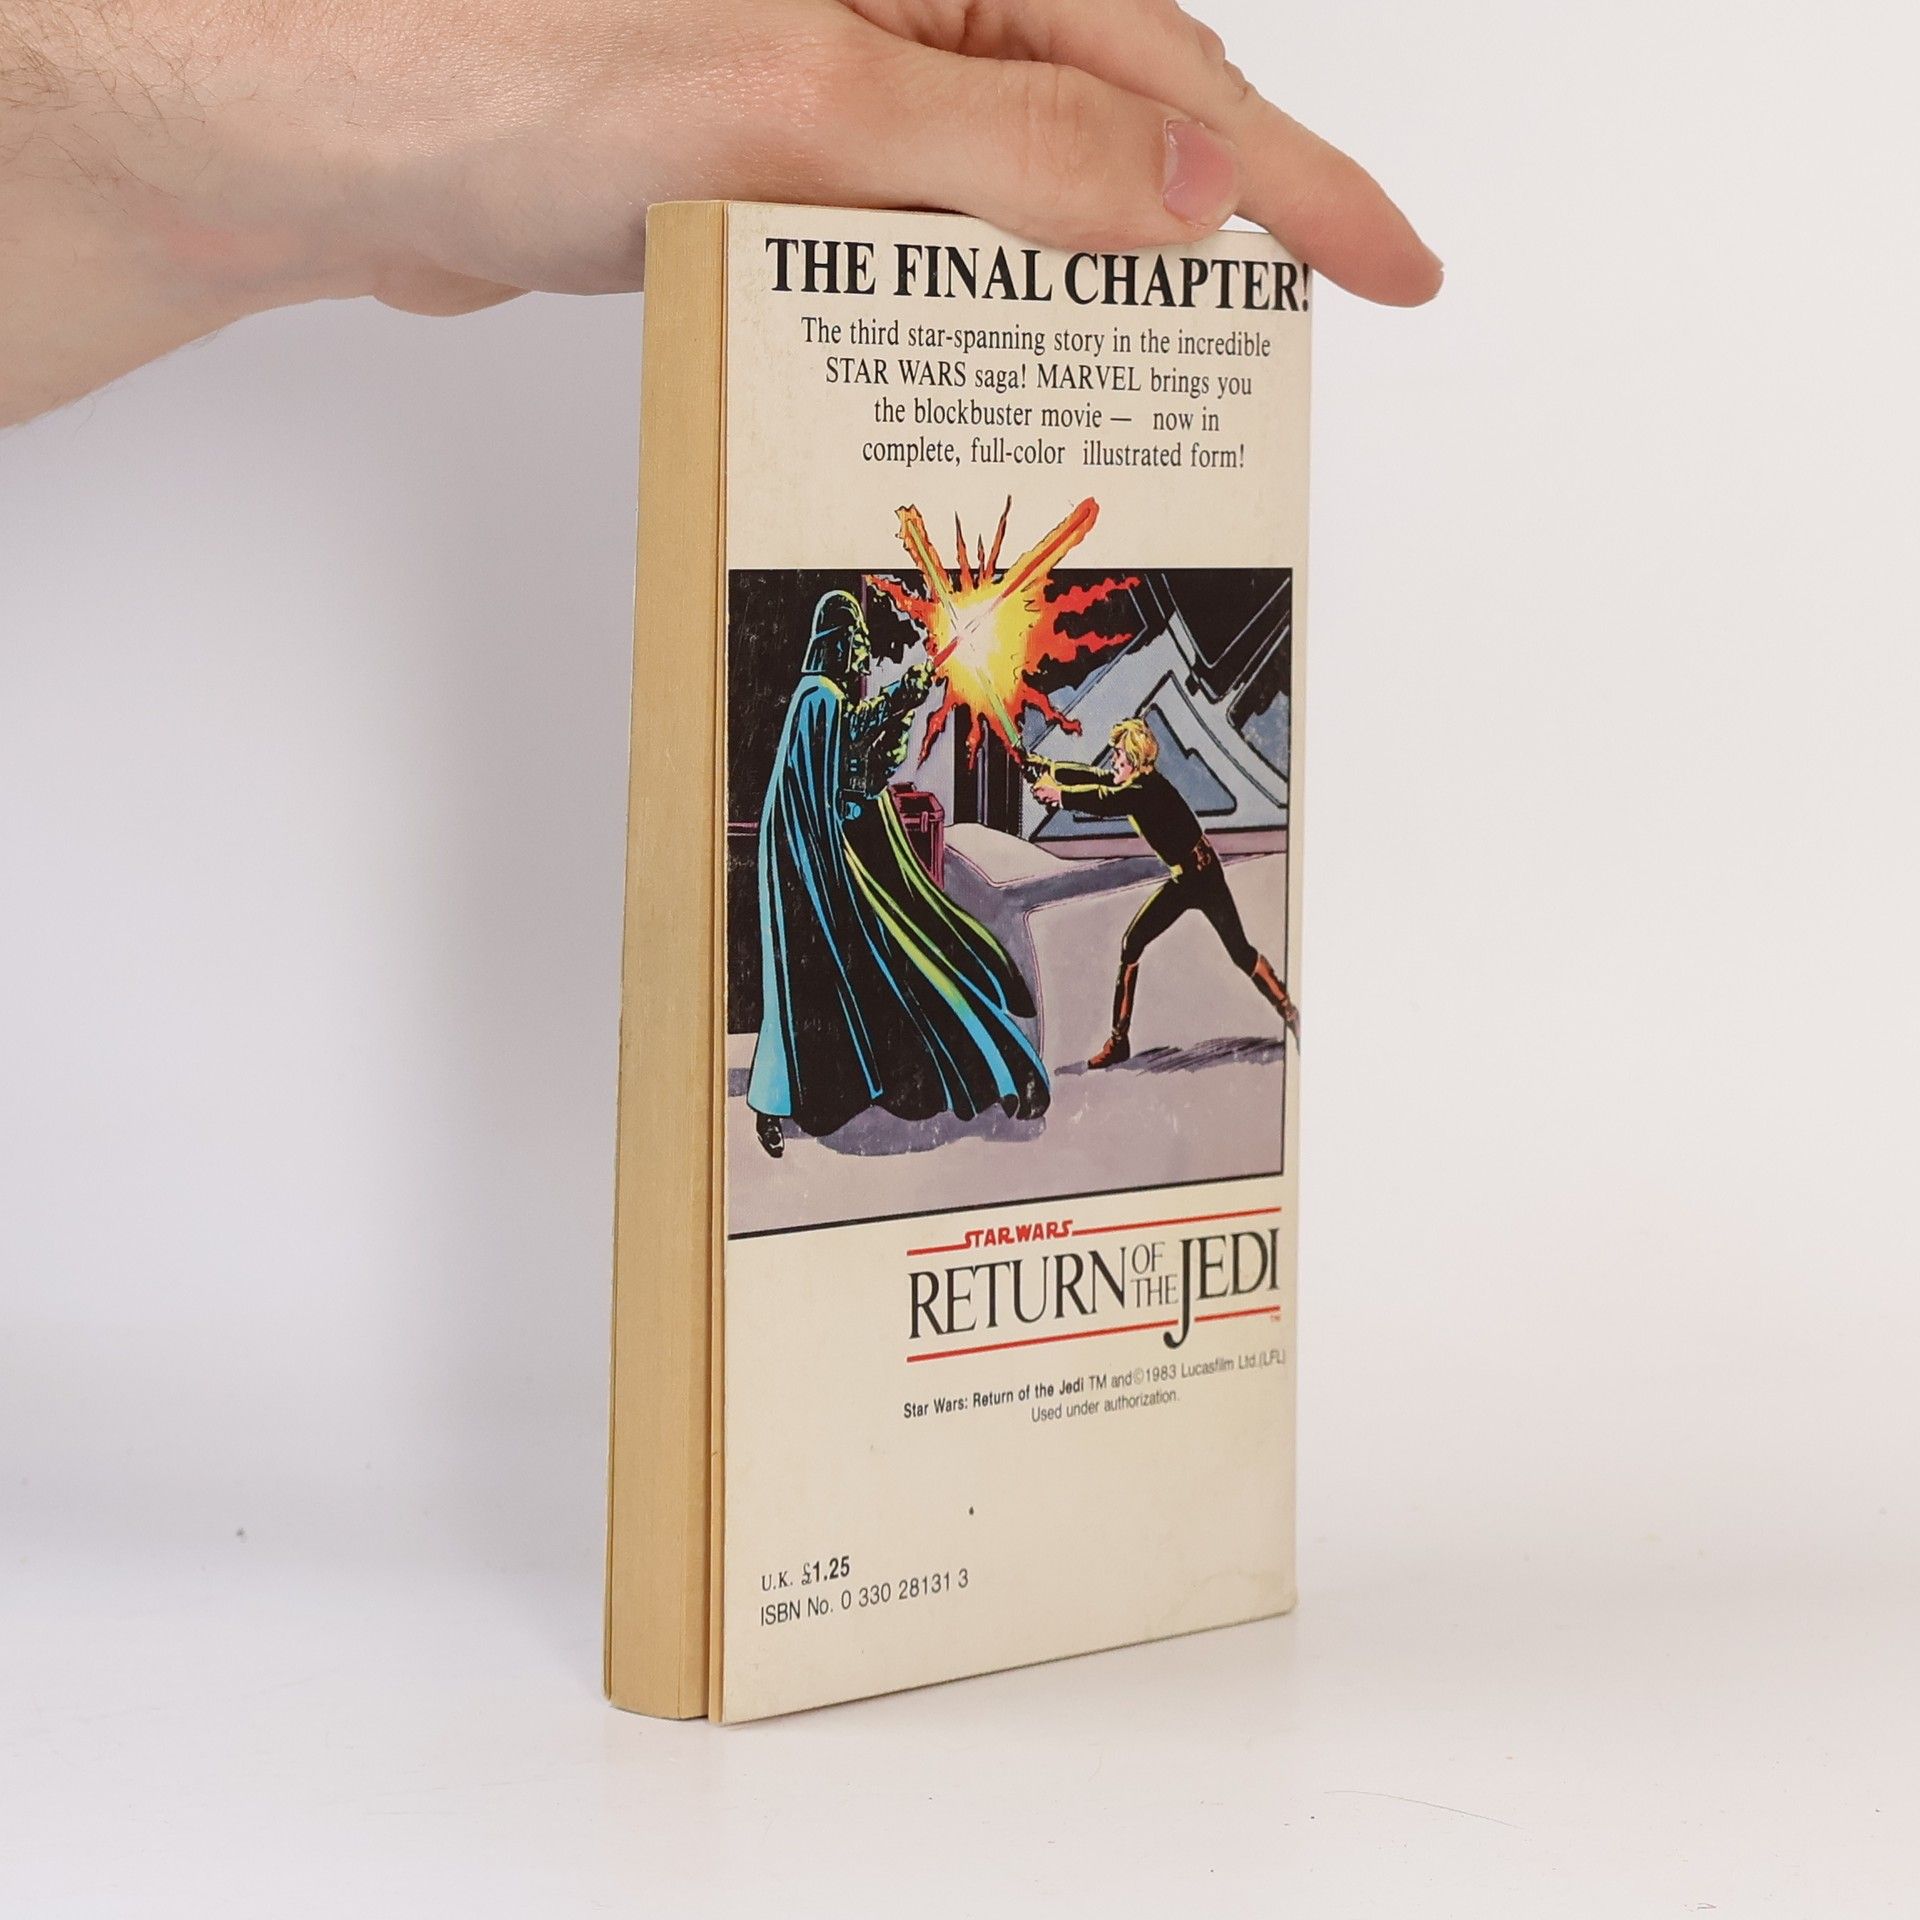 THE FINAL CHAPTER!
The third star-spanning story in the incredible
STAR WARS saga! MARVEL brings you
the blockbuster movie — now in
complete, full-color illustrated form!
STAR WARS
RETURN OF THE JEDI
TM
Star Wars: Return of the Jedi TM and ©1983 Lucasfilm Ltd.(LFL)
Used under authorization.
U.K. £1.25
ISBN No. 0 330 28131 3